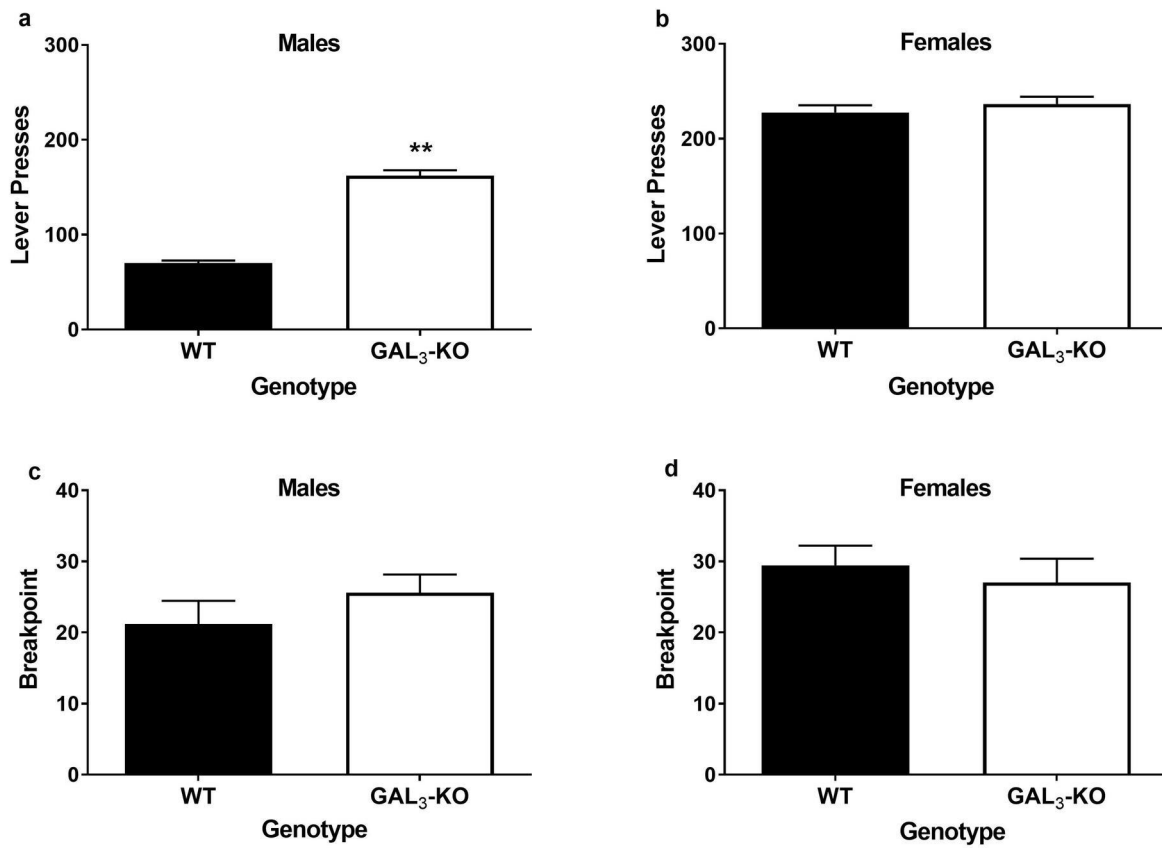 a
Males
300
200
100
0
Lever Presses
**
WT
GAL₃-KO
Genotype
b
Females
300
200
100
0
Lever Presses
WT
GAL₃-KO
Genotype
c
Males
40
30
20
10
0
Breakpoint
WT
GAL₃-KO
Genotype
d
Females
40
30
20
10
0
Breakpoint
WT
GAL₃-KO
Genotype